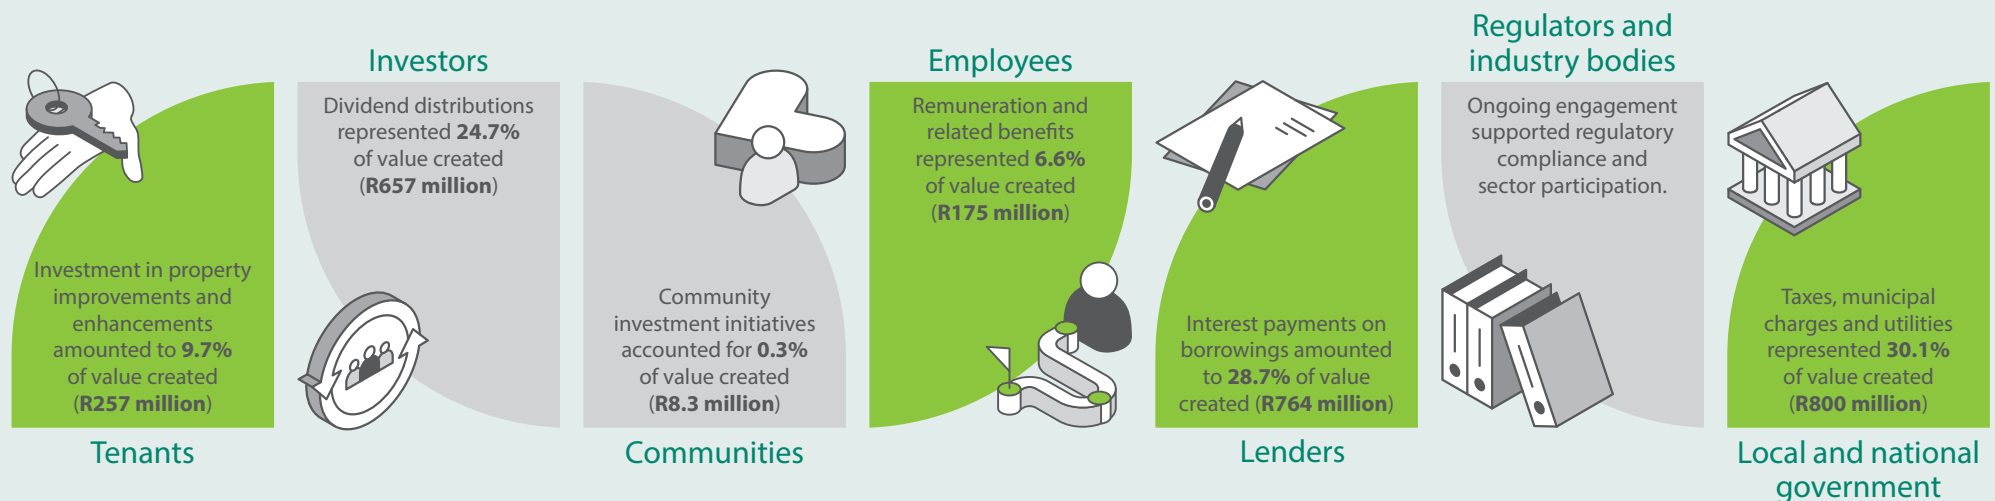 Investment in property
improvements and
enhancements
amounted to 9.7%
of value created
(R257 million)
Tenants
Investors
Dividend distributions
represented 24.7%
of value created
(R657 million)
Community
investment initiatives
accounted for 0.3%
of value created
(R8.3 million)
Communities
Employees
Remuneration and
related benefits
represented 6.6%
of value created
(R175 million)
Interest payments on
borrowings amounted
to 28.7% of value
created (R764 million)
Lenders
Regulators and
industry bodies
Ongoing engagement
supported regulatory
compliance and
sector participation.
Taxes, municipal
charges and utilities
represented 30.1%
of value created
(R800 million)
Local and national
government